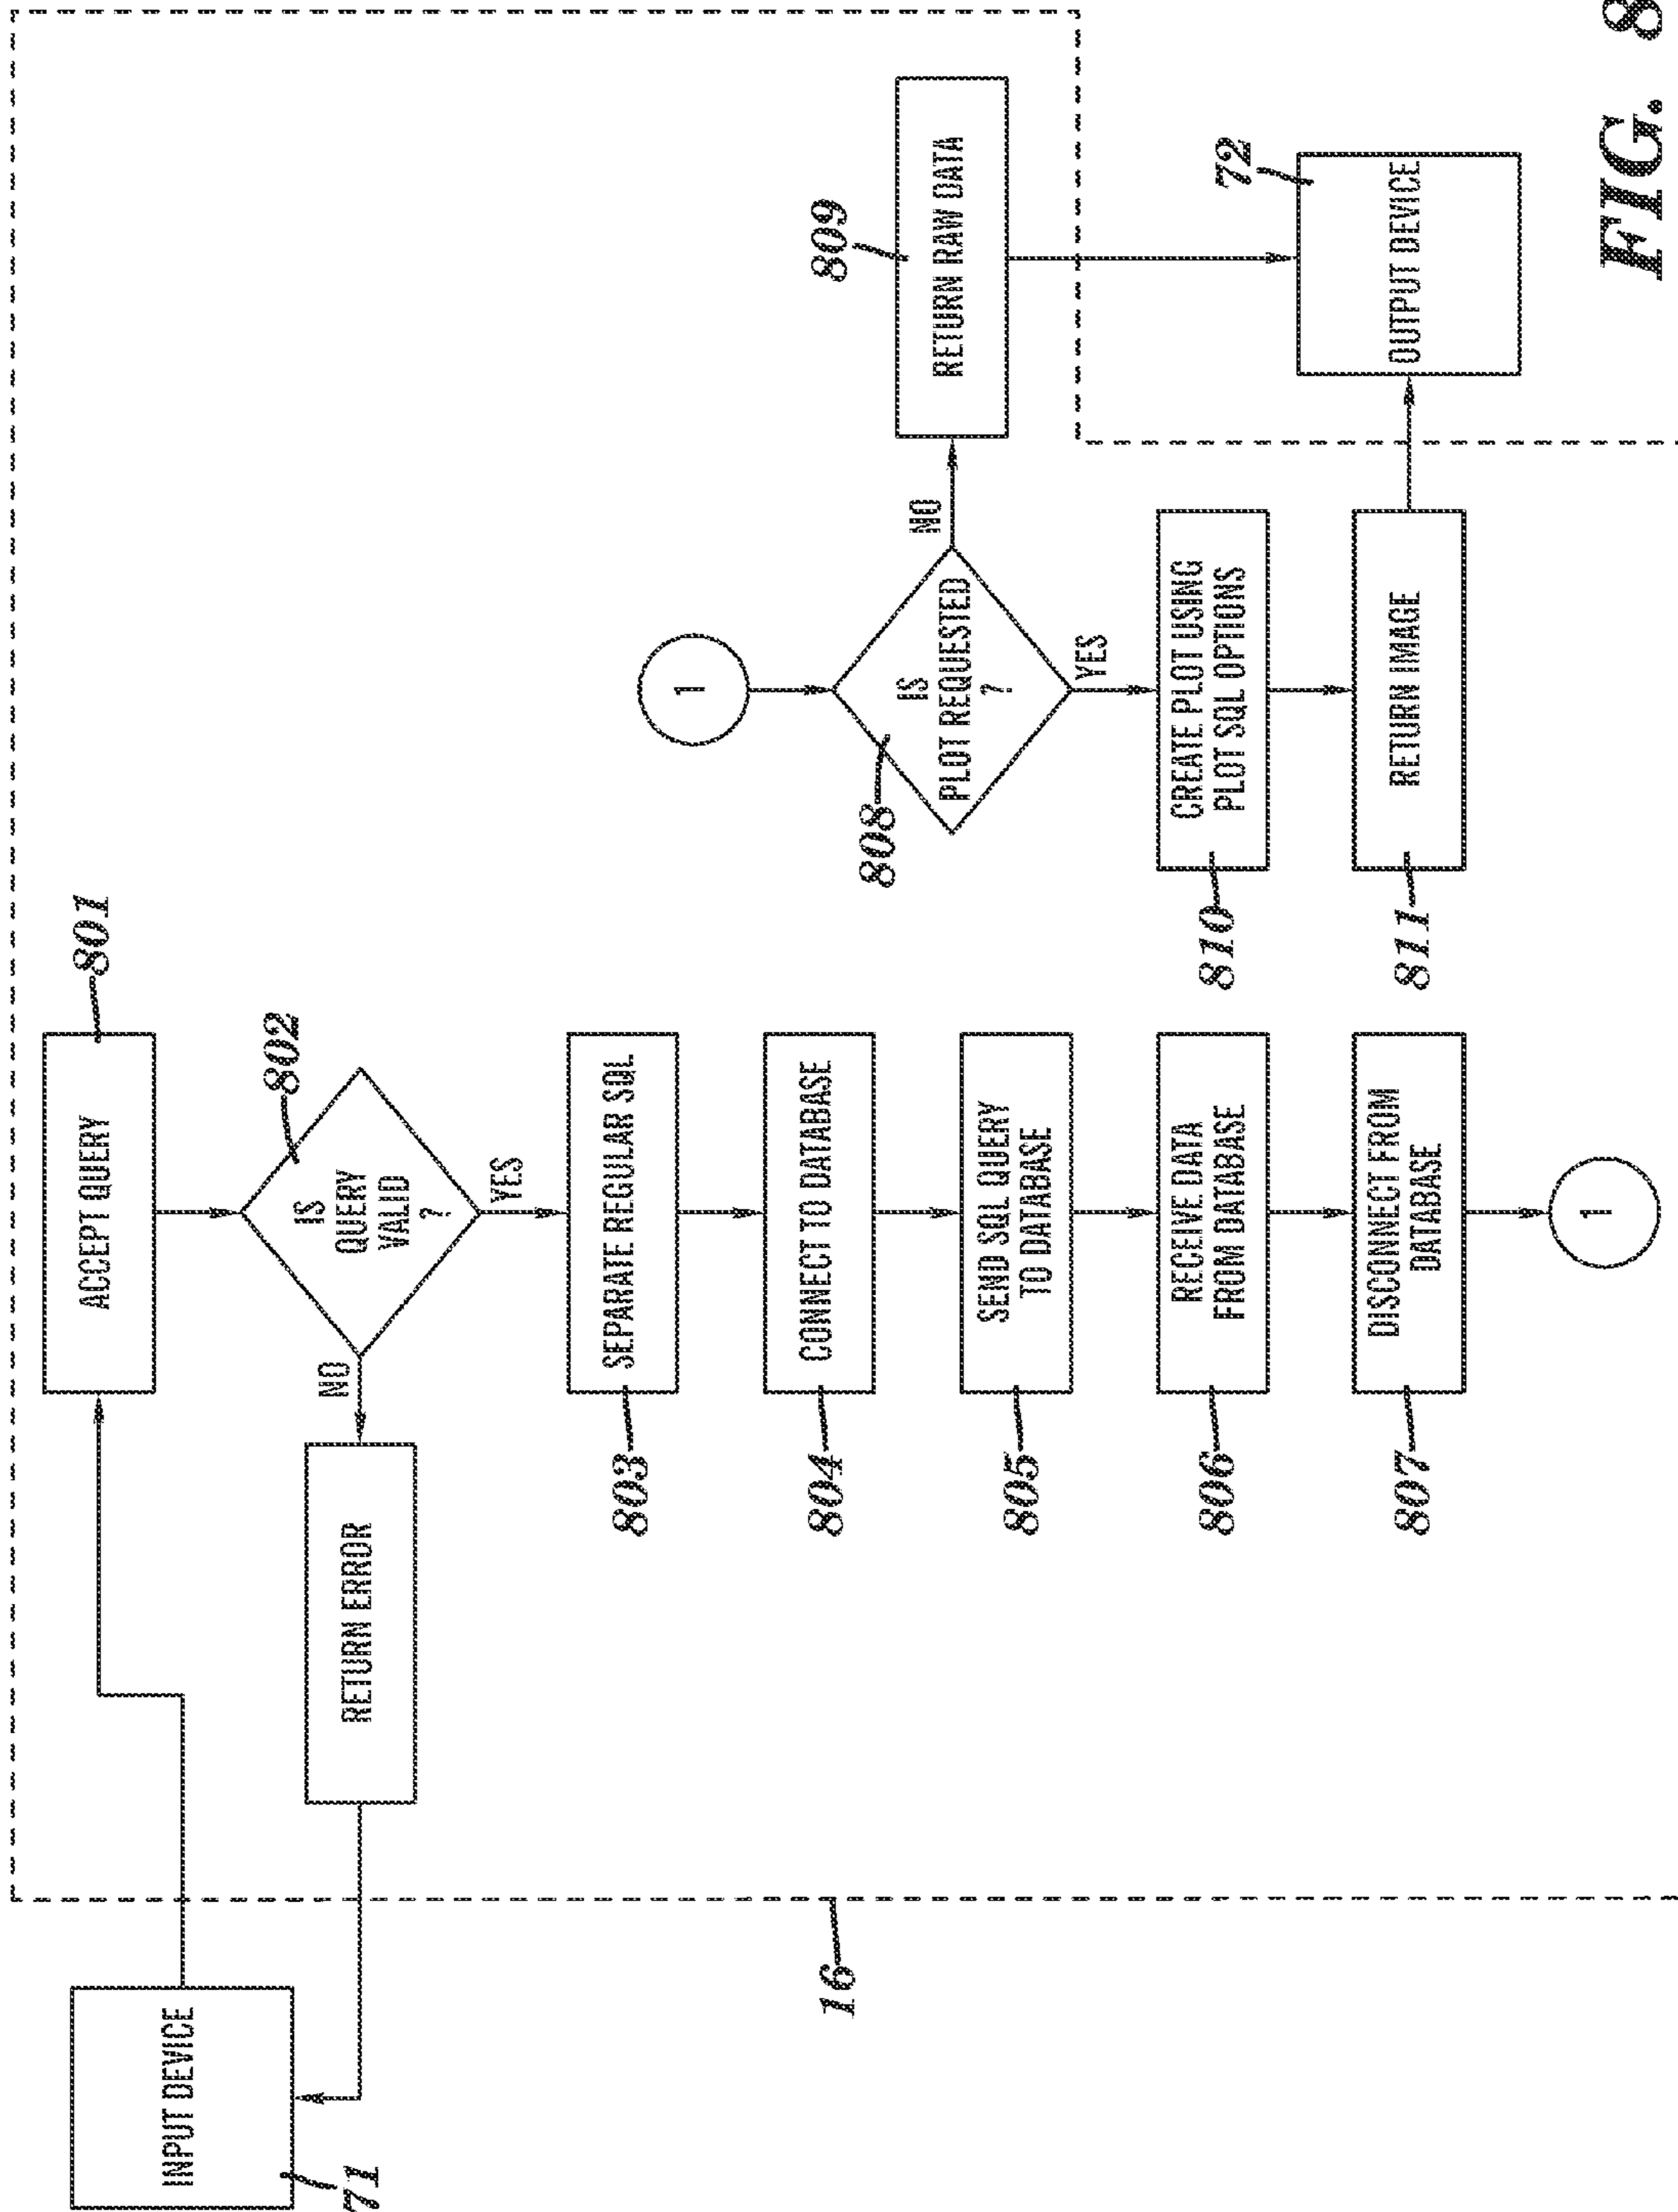 INPUT DEVICE
71
16
ACCEPT QUERY
801
IS
QUERY
VALID
?
802
NO
YES
RETURN ERROR
SEPARATE REGULAR SQL
803
CONNECT TO DATABASE
804
SEND SQL QUERY
TO DATABASE
805
RECEIVE DATA
FROM DATABASE
806
DISCONNECT FROM
DATABASE
807
1
1
IS
PLOT REQUESTED
?
808
NO
YES
RETURN RAW DATA
809
CREATE PLOT USING
PLOT SQL OPTIONS
810
RETURN IMAGE
811
OUTPUT DEVICE
72
FIG. 8